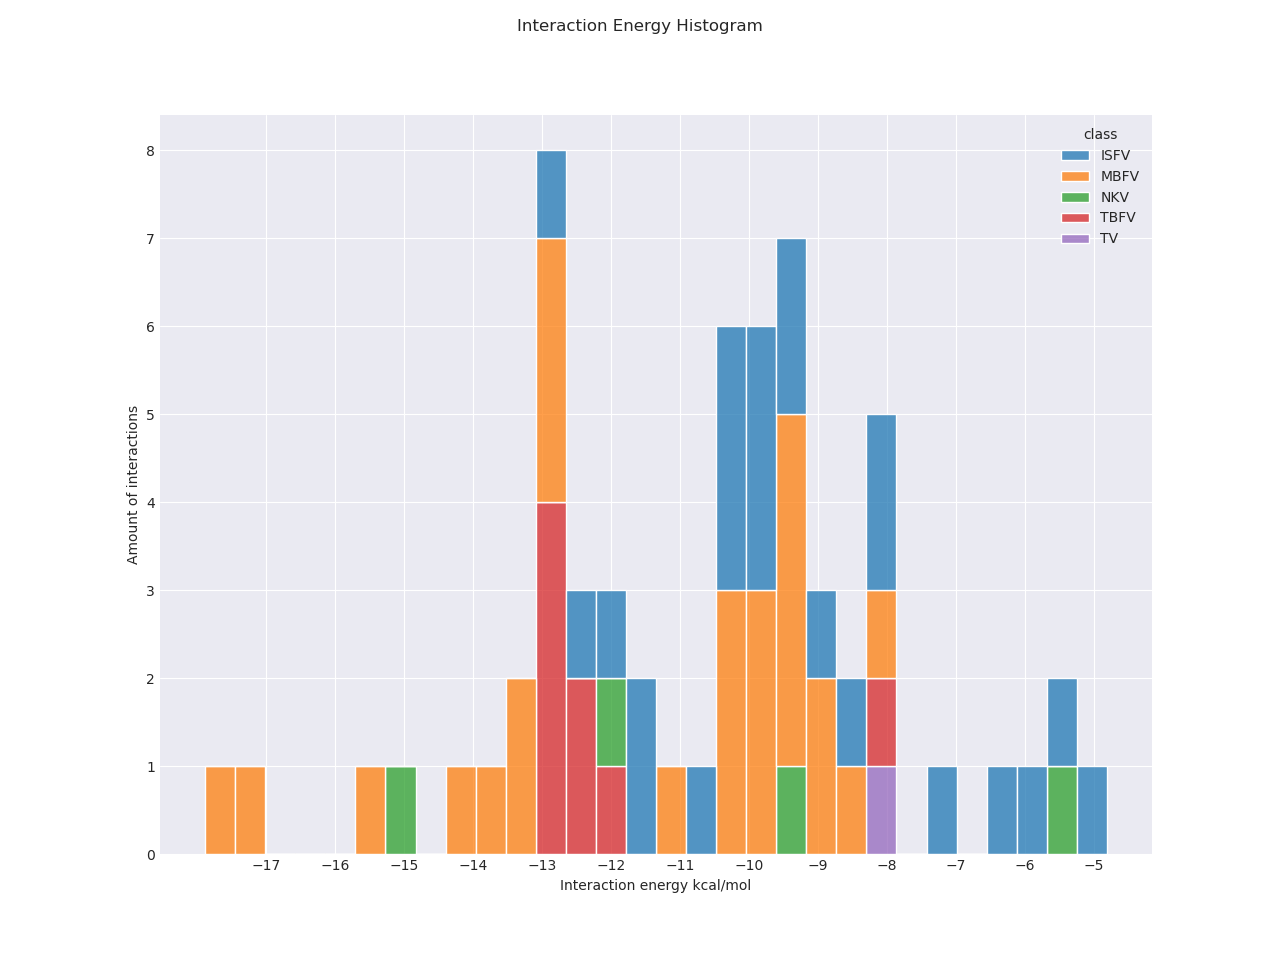 Interaction Energy Histogram
class
ISFV
MBFV
NKV
TBFV
TV
8
7
6
5
4
3
2
1
0
Amount of interactions
−17 −16 −15 −14 −13 −12 −11 −10 −9 −8 −7 −6 −5
Interaction energy kcal/mol